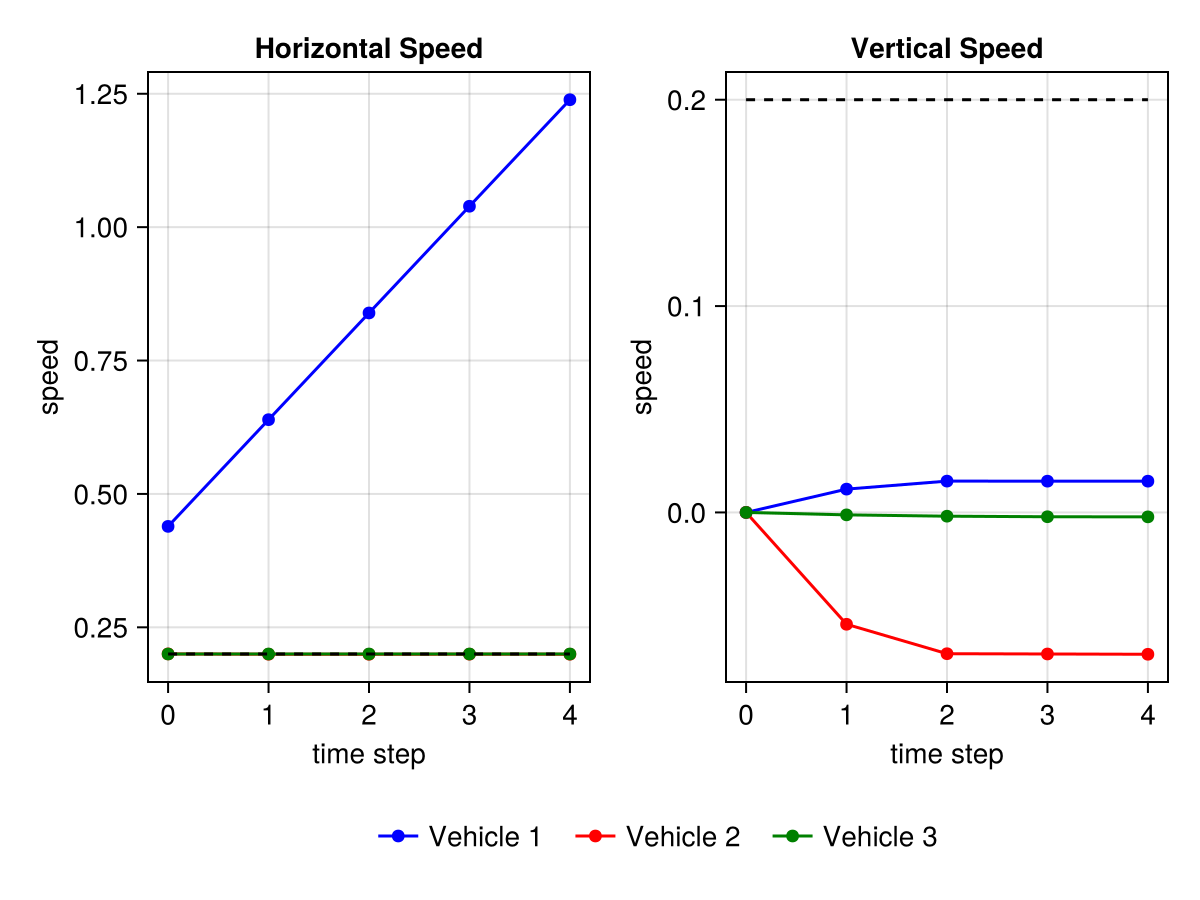 Horizontal Speed
speed
1.25
1.00
0.75
0.50
0.25
0 1 2 3 4
time step
Vertical Speed
speed
0.2
0.1
0.0
0 1 2 3 4
time step
Vehicle 1 Vehicle 2 Vehicle 3